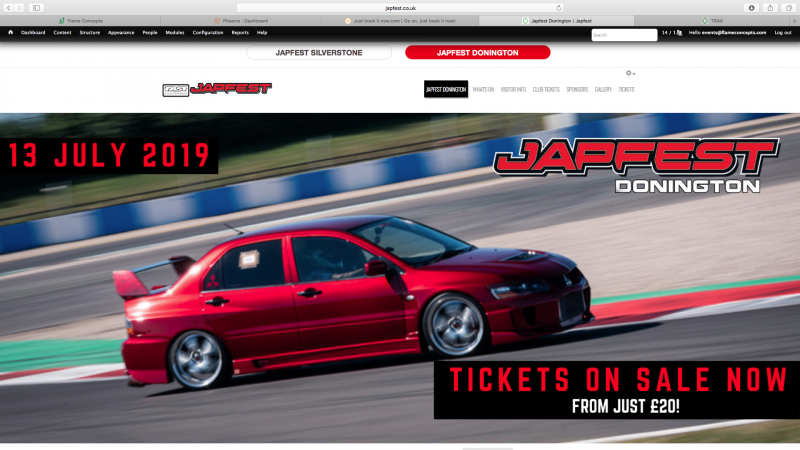 japfest.co.uk
Flame Concepts
Phoenix : Dashboard
Just book it now.com | Go on, just book it now!
Japfest Donington | Japfest
TRAX
Dashboard Content Structure Appearance People Modules Configuration Reports Help Search 14 / 1 Hello events@flameconcepts.com Log out
JAPFEST SILVERSTONE JAPFEST DONINGTON
FAST JAPFEST
JAPFEST DONINGTON WHAT'S ON VISITOR INFO CLUB TICKETS SPONSORS GALLERY TICKETS
13 JULY 2019
JAPFEST
DONINGTON
TICKETS ON SALE NOW
FROM JUST £20!